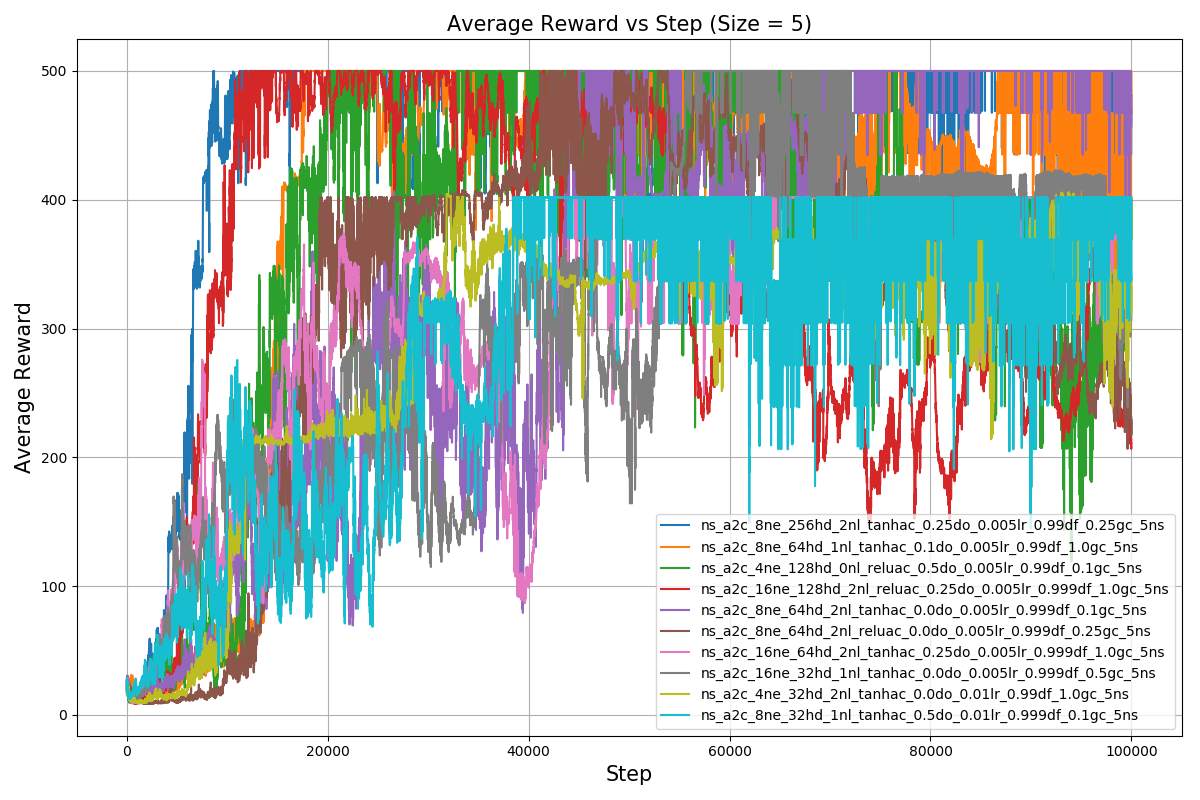 Average Reward vs Step (Size = 5)
500
400
300
200
100
0
Average Reward
0 20000 40000 60000 80000 100000
Step
ns_a2c_8ne_256hd_2nl_tanhac_0.25do_0.005lr_0.99df_0.25gc_5ns
ns_a2c_8ne_64hd_1nl_tanhac_0.1do_0.005lr_0.99df_1.0gc_5ns
ns_a2c_4ne_128hd_0nl_reluac_0.5do_0.005lr_0.99df_0.1gc_5ns
ns_a2c_16ne_128hd_2nl_reluac_0.25do_0.005lr_0.999df_1.0gc_5ns
ns_a2c_8ne_64hd_2nl_tanhac_0.0do_0.005lr_0.999df_0.1gc_5ns
ns_a2c_8ne_64hd_2nl_reluac_0.0do_0.005lr_0.999df_0.25gc_5ns
ns_a2c_16ne_64hd_2nl_tanhac_0.25do_0.005lr_0.999df_1.0gc_5ns
ns_a2c_16ne_32hd_1nl_tanhac_0.0do_0.005lr_0.999df_0.5gc_5ns
ns_a2c_4ne_32hd_2nl_tanhac_0.0do_0.01lr_0.99df_1.0gc_5ns
ns_a2c_8ne_32hd_1nl_tanhac_0.5do_0.01lr_0.999df_0.1gc_5ns